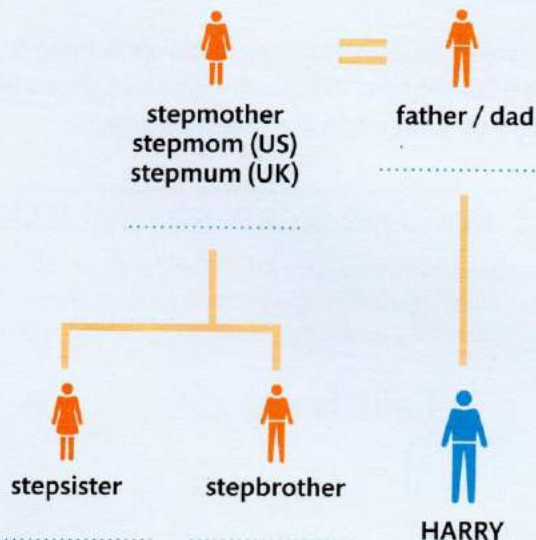 stepmother
stepmom (US)
stepmum (UK)
father / dad
stepsister
stepbrother
HARRY